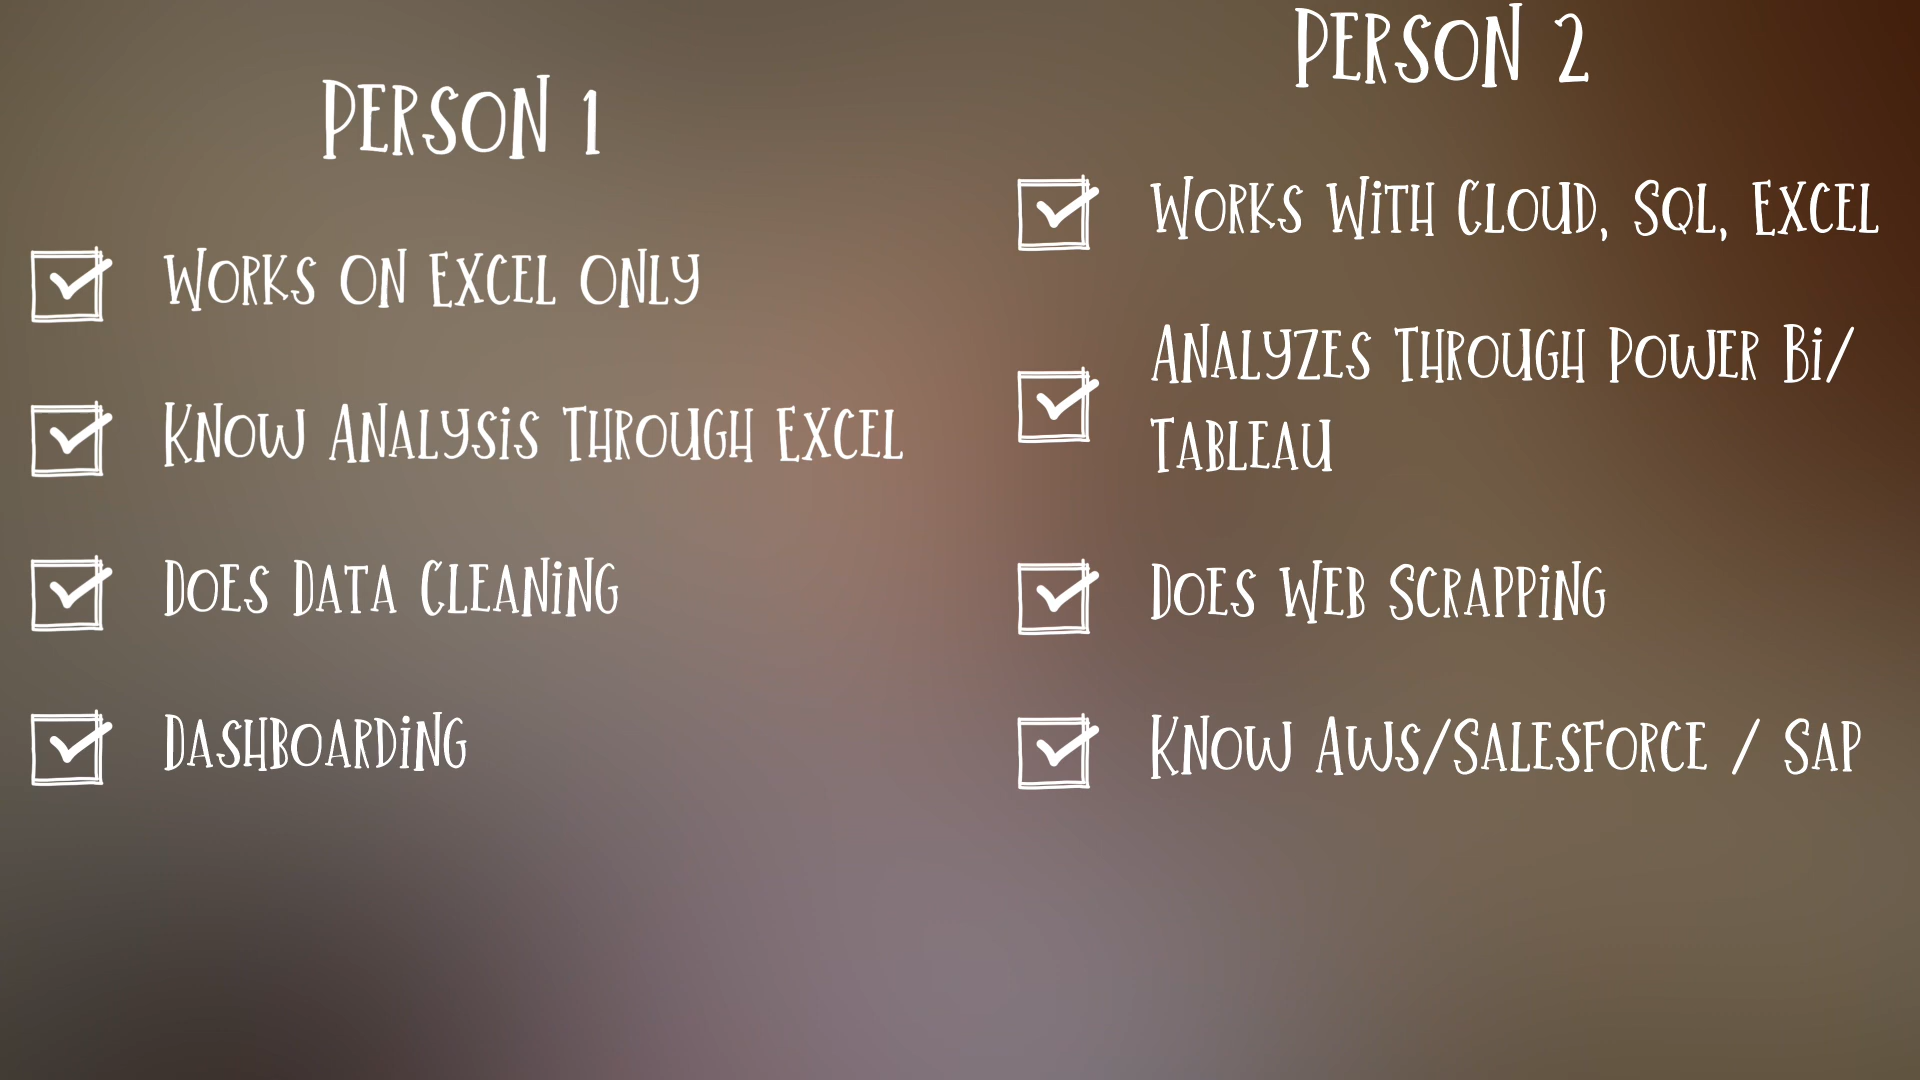 Person 1
Works on Excel only
Know Analysis through Excel
Does Data Cleaning
Dashboarding
Person 2
Works with Cloud, Sql, Excel
Analyzes through Power Bi/
Tableau
Does Web Scrapping
Know Aws/Salesforce / Sap